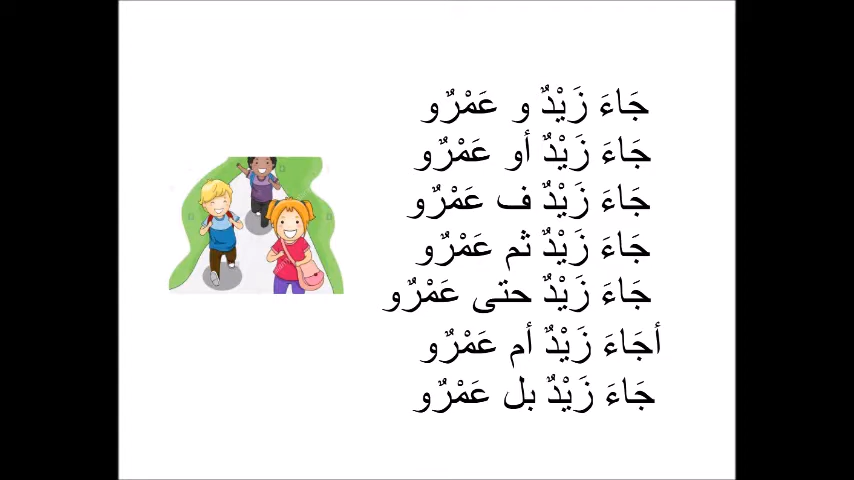 جَاءَ زَيْدٌ و عَمْرٌو
جَاءَ زَيْدٌ أو عَمْرٌو
جَاءَ زَيْدٌ ف عَمْرٌو
جَاءَ زَيْدٌ ثم عَمْرٌو
جَاءَ زَيْدٌ حتى عَمْرٌو
أجَاءَ زَيْدٌ أم عَمْرٌو
جَاءَ زَيْدٌ بل عَمْرٌو